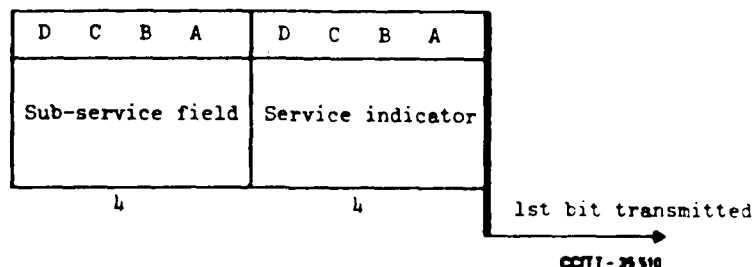 D C B A D C B A
Sub-service field Service indicator
4 4
1st bit transmitted
CCITT - 35 510